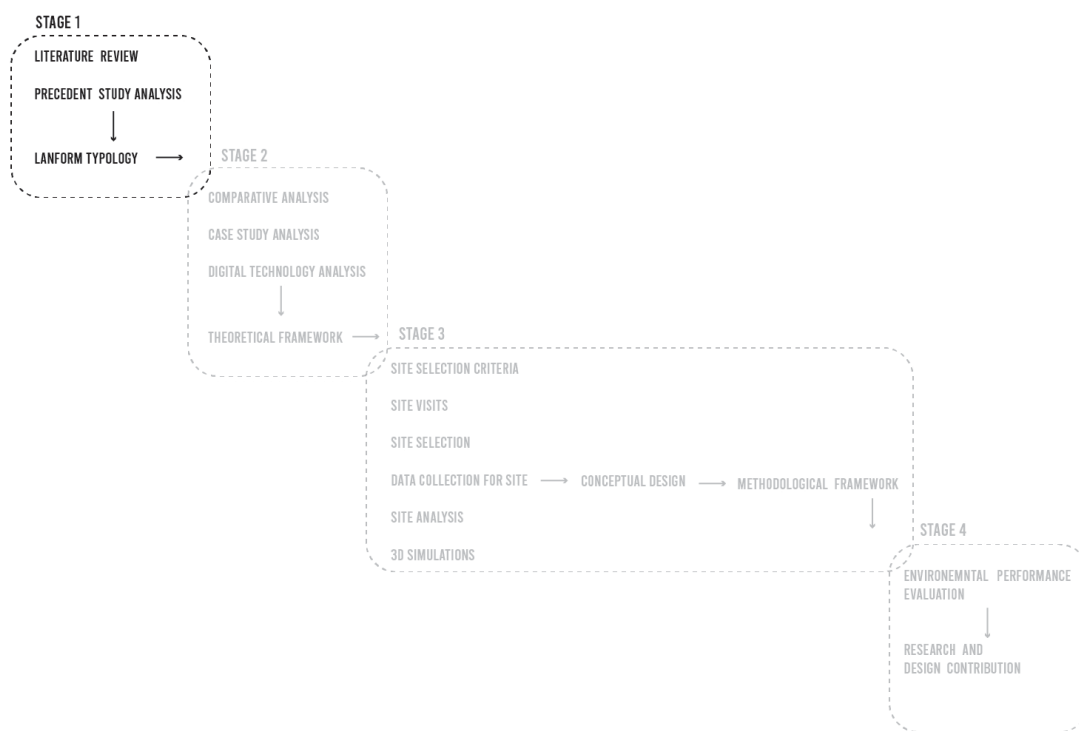 STAGE 1
LITERATURE REVIEW
PRECEDENT STUDY ANALYSIS
LANFORM TYPOLOGY
STAGE 2
COMPARATIVE ANALYSIS
CASE STUDY ANALYSIS
DIGITAL TECHNOLOGY ANALYSIS
THEORETICAL FRAMEWORK
STAGE 3
SITE SELECTION CRITERIA
SITE VISITS
SITE SELECTION
DATA COLLECTION FOR SITE
CONCEPTUAL DESIGN
METHODOLOGICAL FRAMEWORK
SITE ANALYSIS
3D SIMULATIONS
STAGE 4
ENVIRONEMNTAL PERFORMANCE
EVALUATION
RESEARCH AND
DESIGN CONTRIBUTION